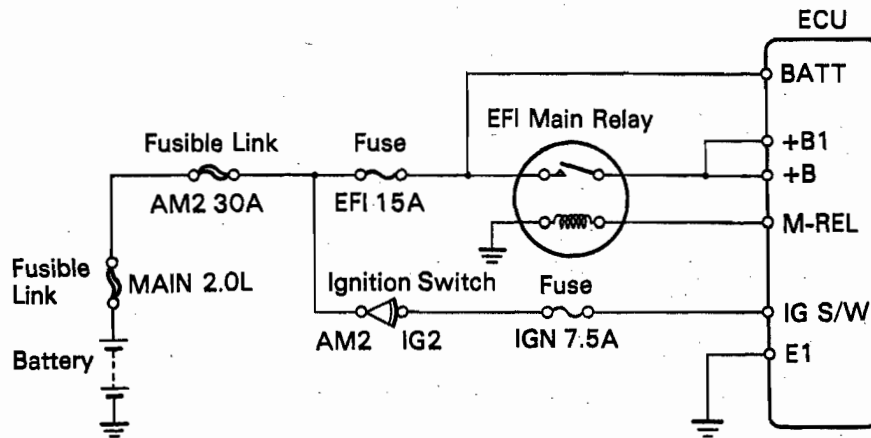 ECU
BATT
EFI Main Relay
+B1
Fusible Link
Fuse
+B
AM2 30A
EFI 15A
M-REL
Fusible
Link
MAIN 2.0L
Ignition Switch
Fuse
IG S/W
AM2
IG2
IGN 7.5A
E1
Battery